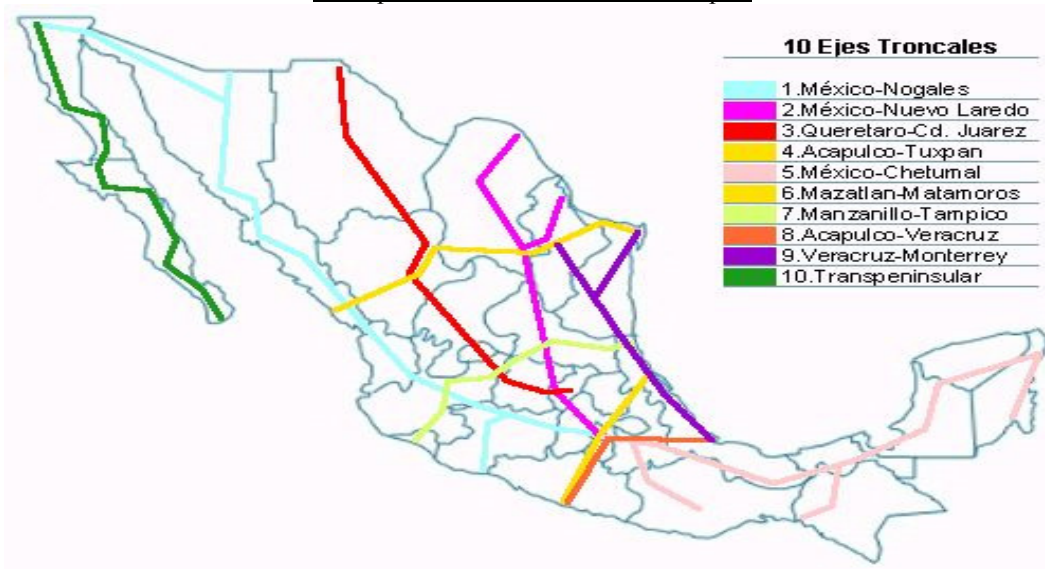 10 Ejes Troncales
1.México-Nogales
2.México-Nuevo Laredo
3.Queretaro-Cd. Juarez
4.Acapulco-Tuxpan
5.México-Chetumal
6.Mazatlan-Matamoros
7.Manzanillo-Tampico
8.Acapulco-Veracruz
9.Veracruz-Monterrey
10.Transpeninsular